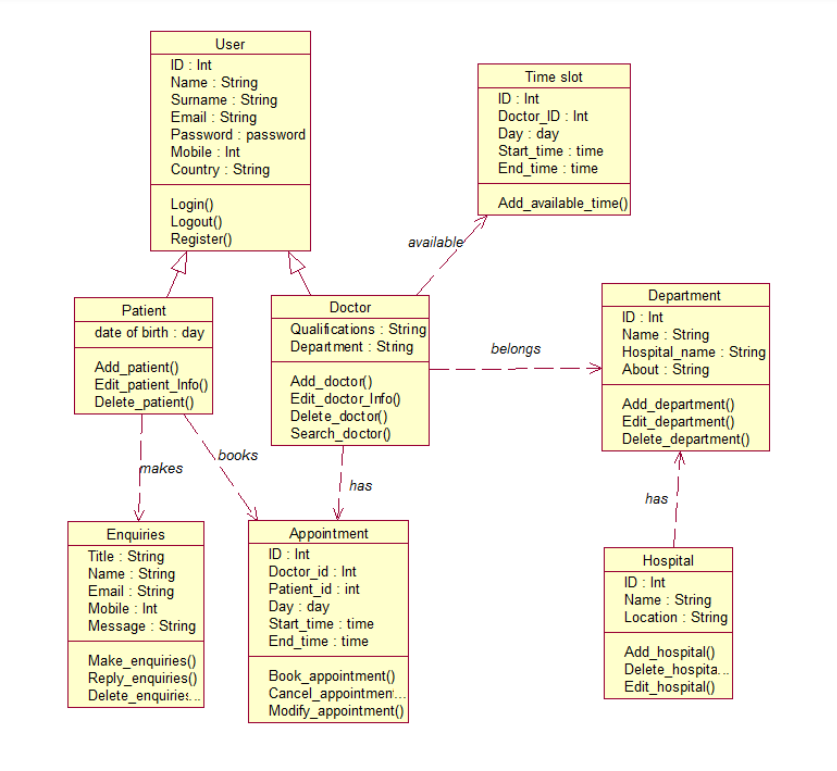 User
ID : Int
Name : String
Surname : String
Email : String
Password : password
Mobile : Int
Country : String
Login()
Logout()
Register()
Time slot
ID : Int
Doctor_ID : Int
Day : day
Start_time : time
End_time : time
Add_available_time()
available
Patient
date of birth : day
Add_patient()
Edit_patient_Info()
Delete_patient()
Doctor
Qualifications : String
Department : String
Add_doctor()
Edit_doctor_Info()
Delete_doctor()
Search_doctor()
belongs
Department
ID : Int
Name : String
Hospital_name : String
About : String
Add_department()
Edit_department()
Delete_department()
makes
books
has
has
Enquiries
Title : String
Name : String
Email : String
Mobile : Int
Message : String
Make_enquiries()
Reply_enquiries()
Delete_enquiries...
Appointment
ID : Int
Doctor_id : Int
Patient_id : int
Day : day
Start_time : time
End_time : time
Book_appointment()
Cancel_appointment...
Modify_appointment()
Hospital
ID : Int
Name : String
Location : String
Add_hospital()
Delete_hospita...
Edit_hospital()